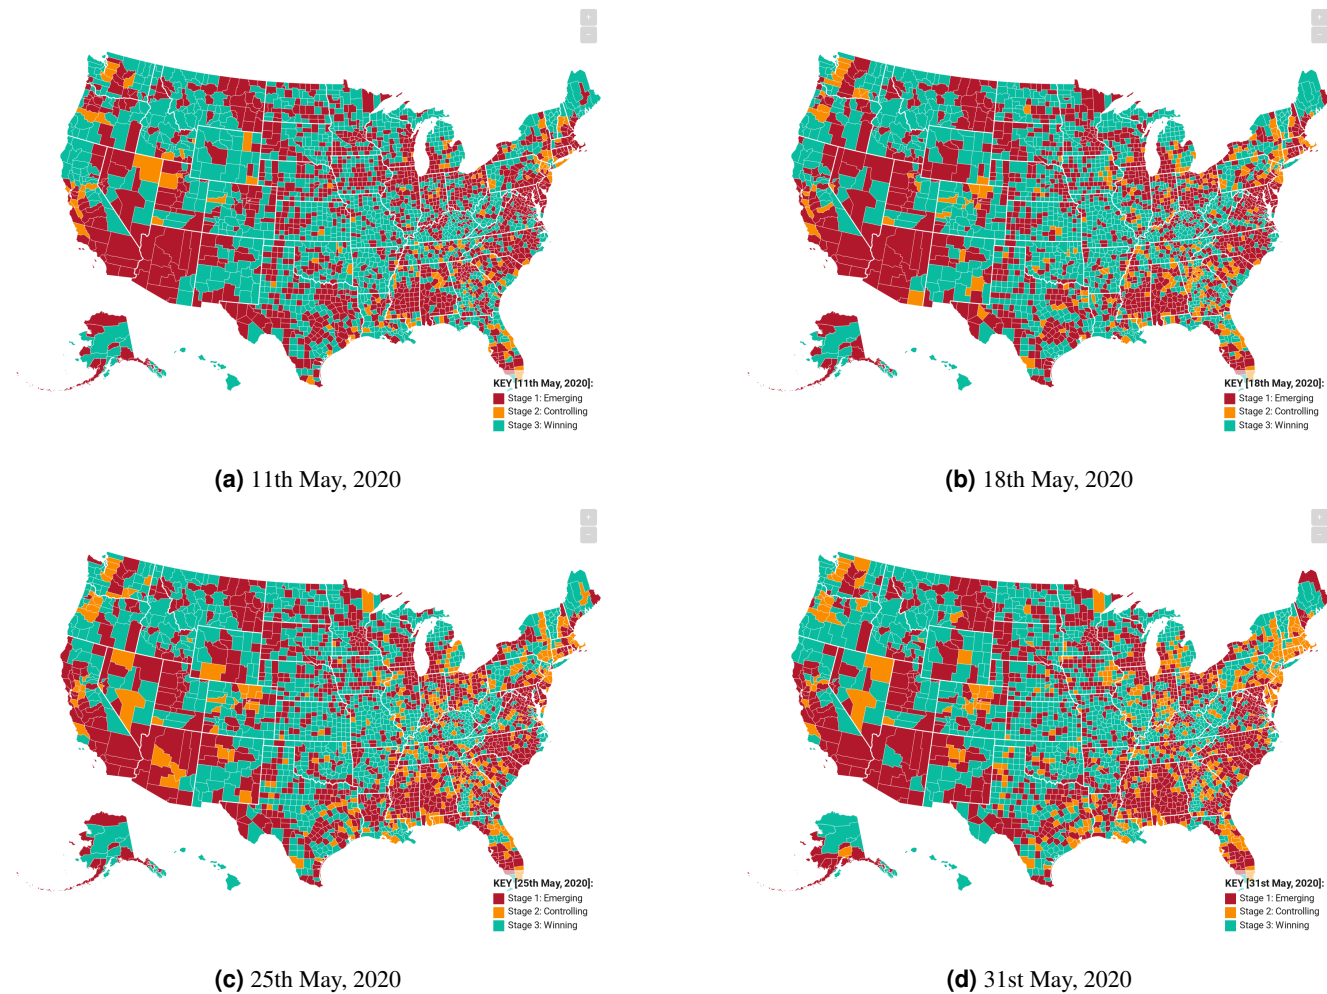 +
−
KEY [11th May, 2020]:
Stage 1: Emerging
Stage 2: Controlling
Stage 3: Winning
(a) 11th May, 2020
+
−
KEY [18th May, 2020]:
Stage 1: Emerging
Stage 2: Controlling
Stage 3: Winning
(b) 18th May, 2020
+
−
KEY [25th May, 2020]:
Stage 1: Emerging
Stage 2: Controlling
Stage 3: Winning
(c) 25th May, 2020
+
−
KEY [31st May, 2020]:
Stage 1: Emerging
Stage 2: Controlling
Stage 3: Winning
(d) 31st May, 2020